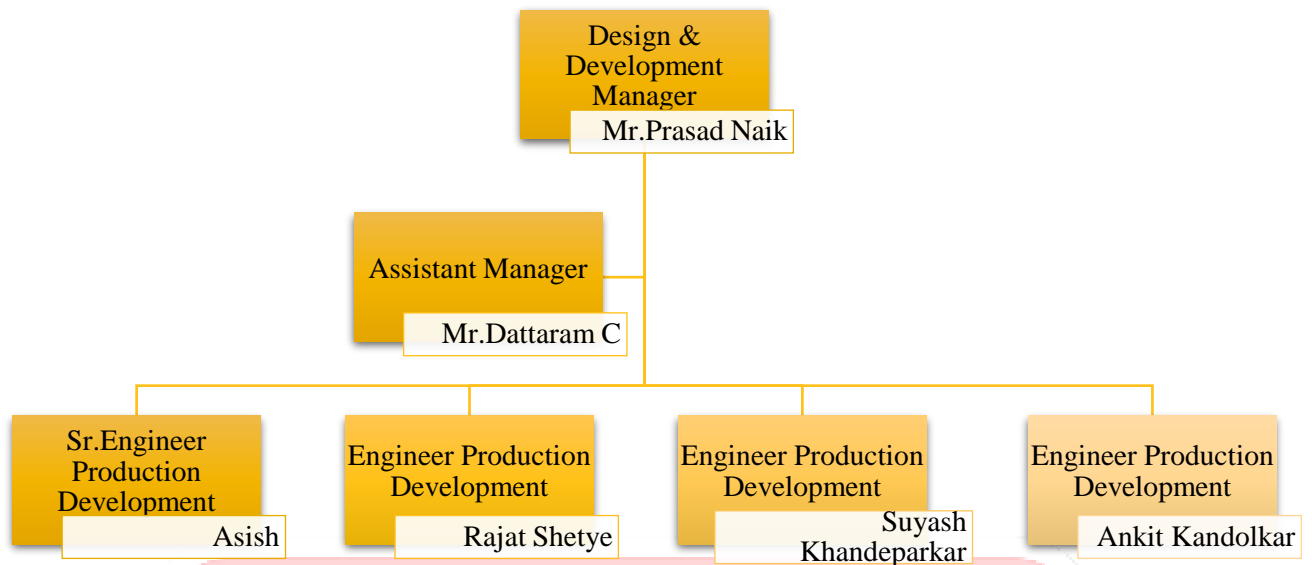 Design &
Development
Manager
Mr.Prasad Naik
Assistant Manager
Mr.Dattaram C
Sr.Engineer
Production
Development
Asish
Engineer Production
Development
Rajat Shetye
Engineer Production
Development
Suyash
Khandeparkar
Engineer Production
Development
Ankit Kandolkar